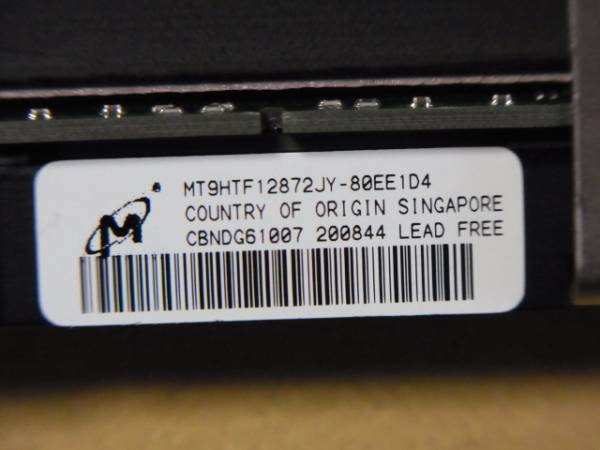 MT9HTF12872JY-80EE1D4
COUNTRY OF ORIGIN SINGAPORE
CBNDG61007 200844 LEAD FREE
M